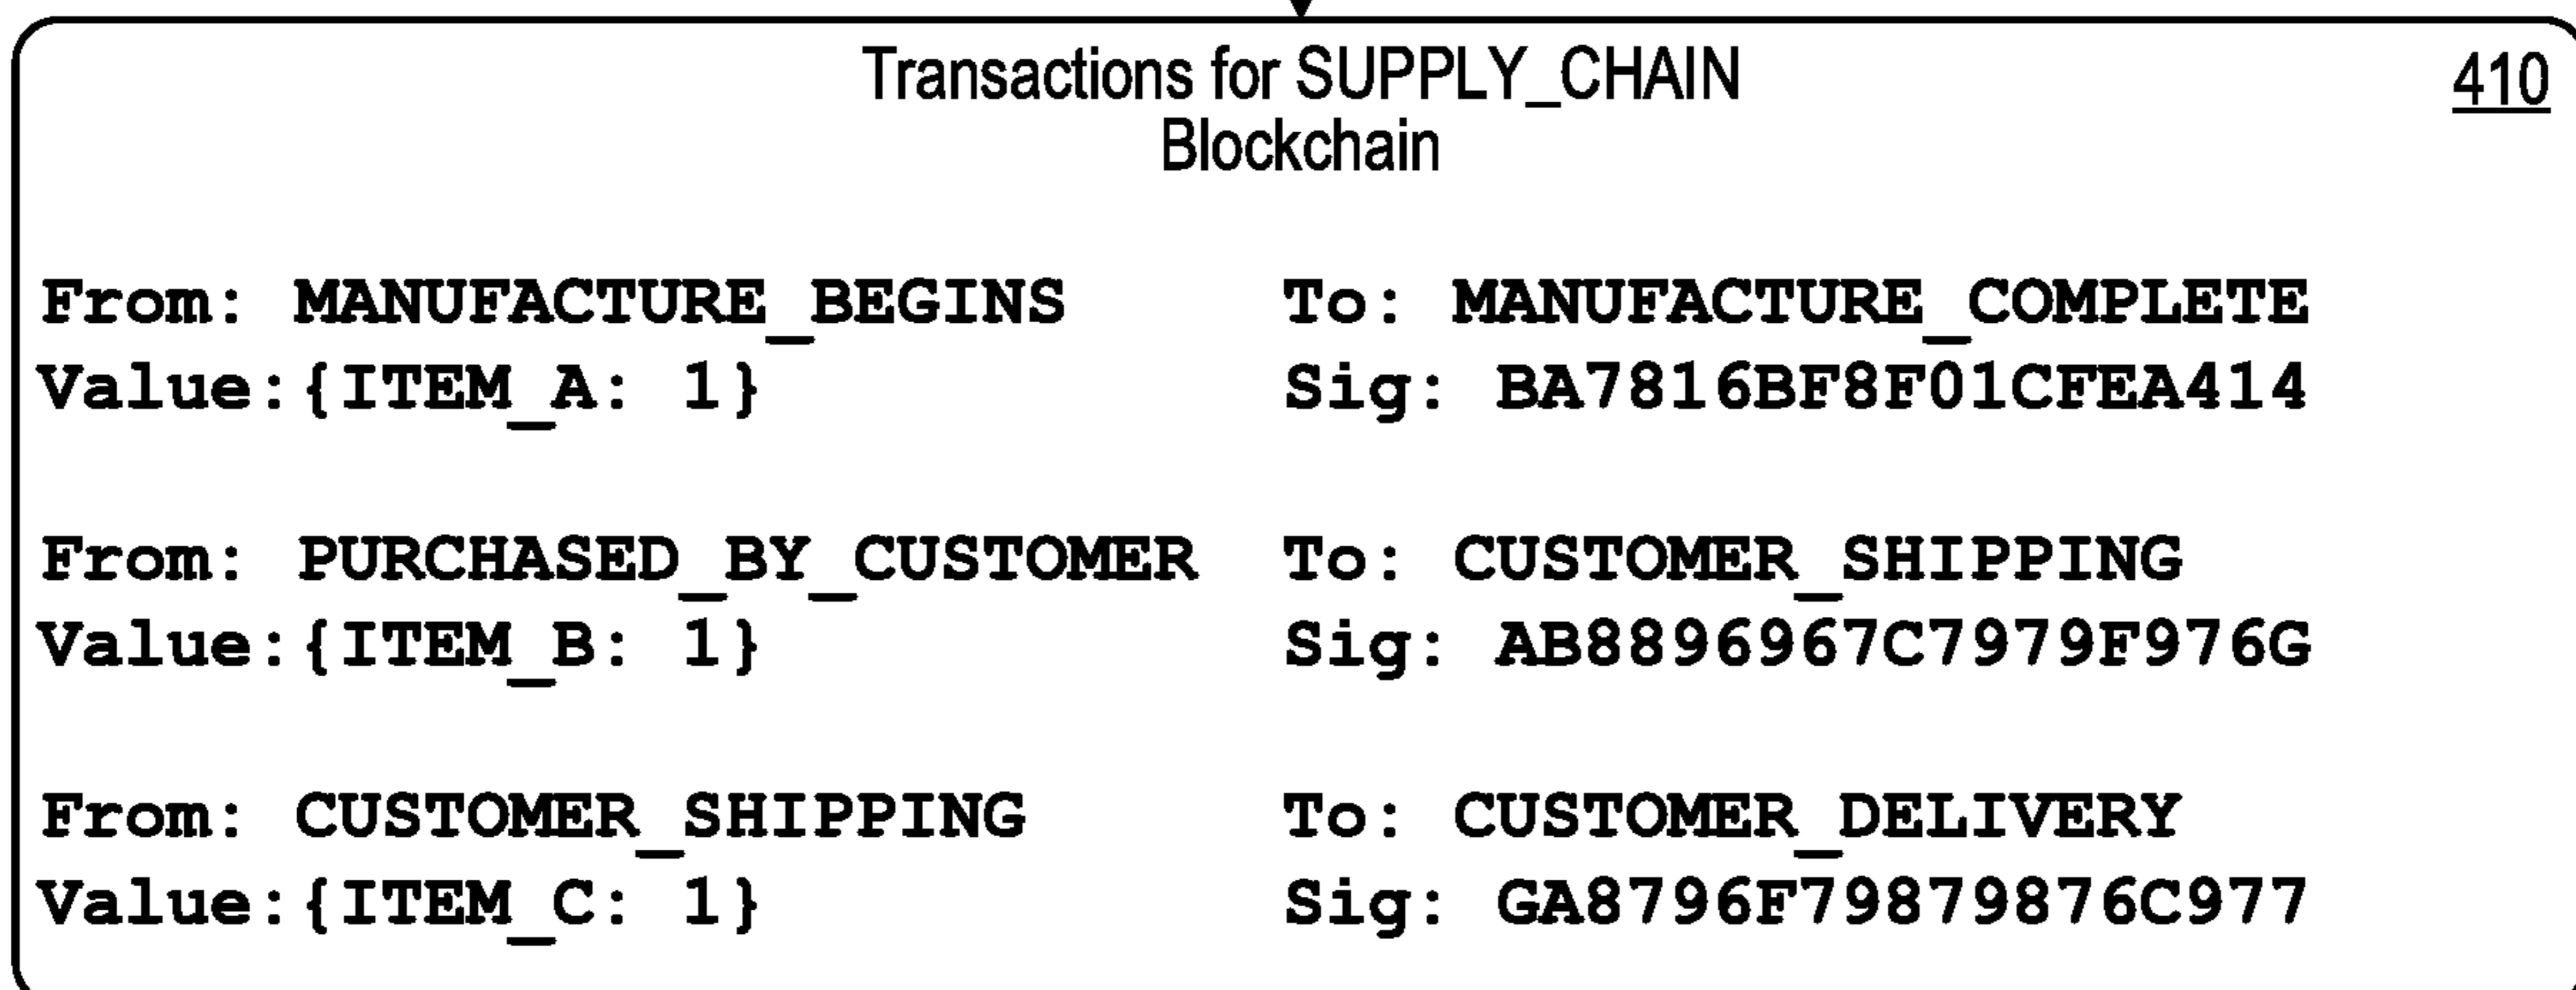 Transactions for SUPPLY_CHAIN 410
Blockchain
From: MANUFACTURE_BEGINS To: MANUFACTURE_COMPLETE
Value:{ITEM_A: 1} Sig: BA7816BF8F01CFEA414
From: PURCHASED_BY_CUSTOMER To: CUSTOMER_SHIPPING
Value:{ITEM_B: 1} Sig: AB8896967C7979F976G
From: CUSTOMER_SHIPPING To: CUSTOMER_DELIVERY
Value:{ITEM_C: 1} Sig: GA8796F79879876C977